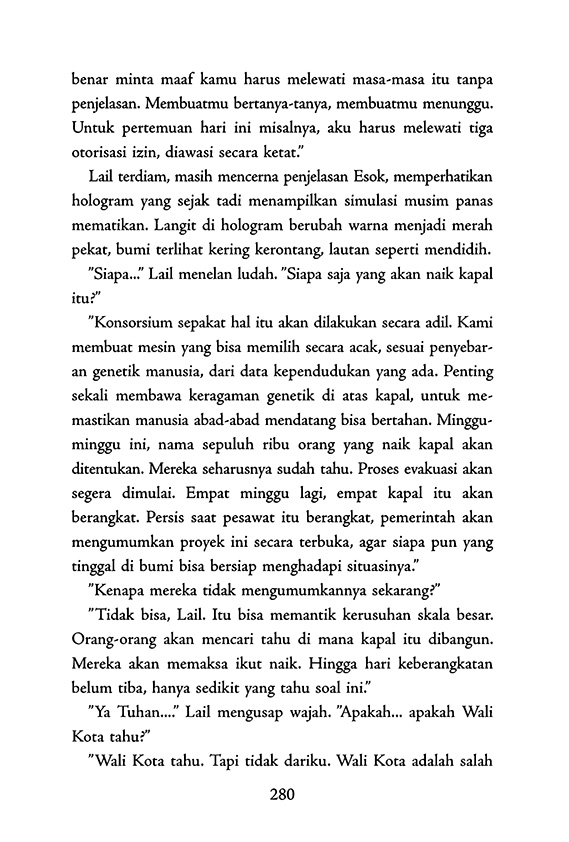 benar minta maaf kamu harus melewati masa-masa itu tanpa
penjelasan. Membuatmu bertanya-tanya, membuatmu menunggu.
Untuk pertemuan hari ini misalnya, aku harus melewati tiga
otorisasi izin, diawasi secara ketat.”
Lail terdiam, masih mencerna penjelasan Esok, memperhatikan
hologram yang sejak tadi menampilkan simulasi musim panas
mematikan. Langit di hologram berubah warna menjadi merah
pekat, bumi terlihat kering kerontang, lautan seperti mendidih.
”Siapa...” Lail menelan ludah. ”Siapa saja yang akan naik kapal
itu?”
”Konsorsium sepakat hal itu akan dilakukan secara adil. Kami
membuat mesin yang bisa memilih secara acak, sesuai penyebar-
an genetik manusia, dari data kependudukan yang ada. Penting
sekali membawa keragaman genetik di atas kapal, untuk me-
mastikan manusia abad-abad mendatang bisa bertahan. Minggu-
minggu ini, nama sepuluh ribu orang yang naik kapal akan
ditentukan. Mereka seharusnya sudah tahu. Proses evakuasi akan
segera dimulai. Empat minggu lagi, empat kapal itu akan
berangkat. Persis saat pesawat itu berangkat, pemerintah akan
mengumumkan proyek ini secara terbuka, agar siapa pun yang
tinggal di bumi bisa bersiap menghadapi situasinya.”
”Kenapa mereka tidak mengumumkannya sekarang?”
”Tidak bisa, Lail. Itu bisa memantik kerusuhan skala besar.
Orang-orang akan mencari tahu di mana kapal itu dibangun.
Mereka akan memaksa ikut naik. Hingga hari keberangkatan
belum tiba, hanya sedikit yang tahu soal ini.”
”Ya Tuhan....” Lail mengusap wajah. ”Apakah... apakah Wali
Kota tahu?”
”Wali Kota tahu. Tapi tidak dariku. Wali Kota adalah salah
280